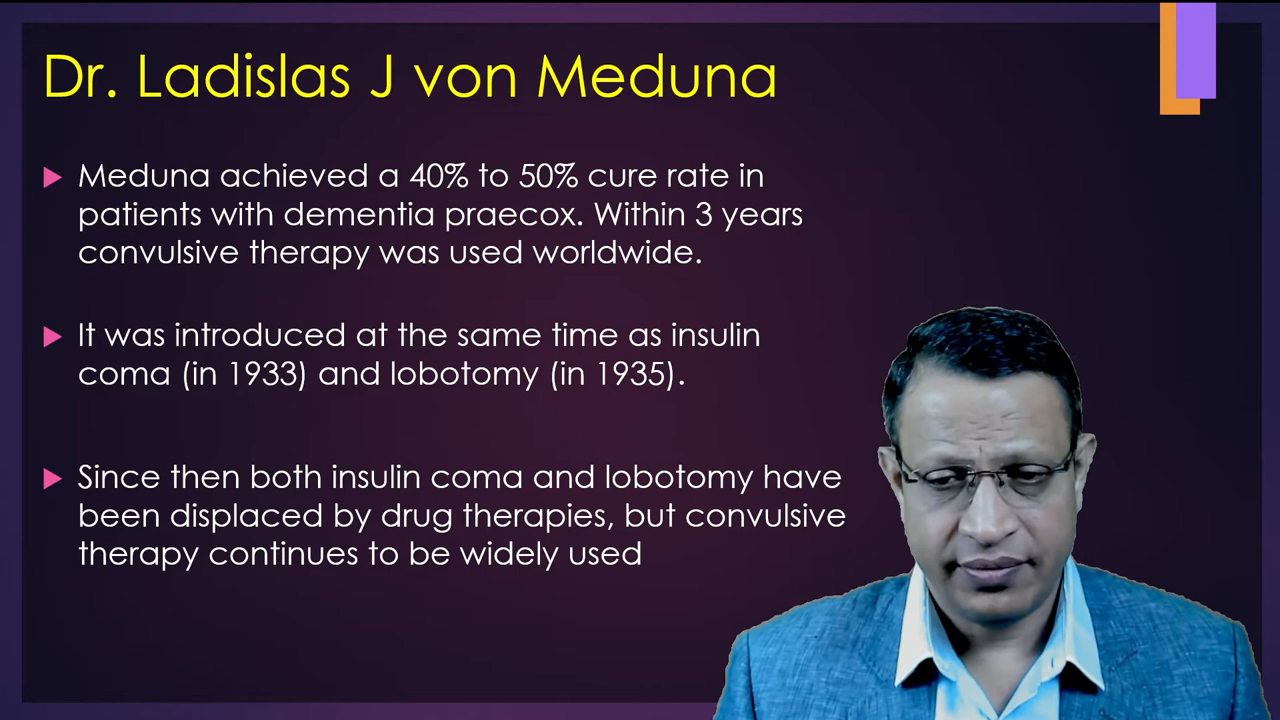 Dr. Ladislas J von Meduna
Meduna achieved a 40% to 50% cure rate in
patients with dementia praecox. Within 3 years
convulsive therapy was used worldwide.
It was introduced at the same time as insulin
coma (in 1933) and lobotomy (in 1935).
Since then both insulin coma and lobotomy have
been displaced by drug therapies, but convulsive
therapy continues to be widely used